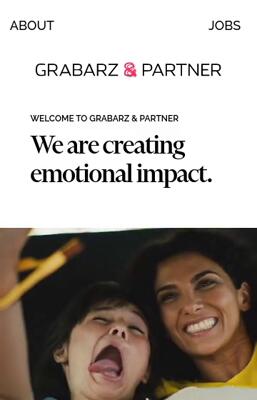 ABOUT JOBS
GRABARZ & PARTNER
WELCOME TO GRABARZ & PARTNER
We are creating
emotional impact.